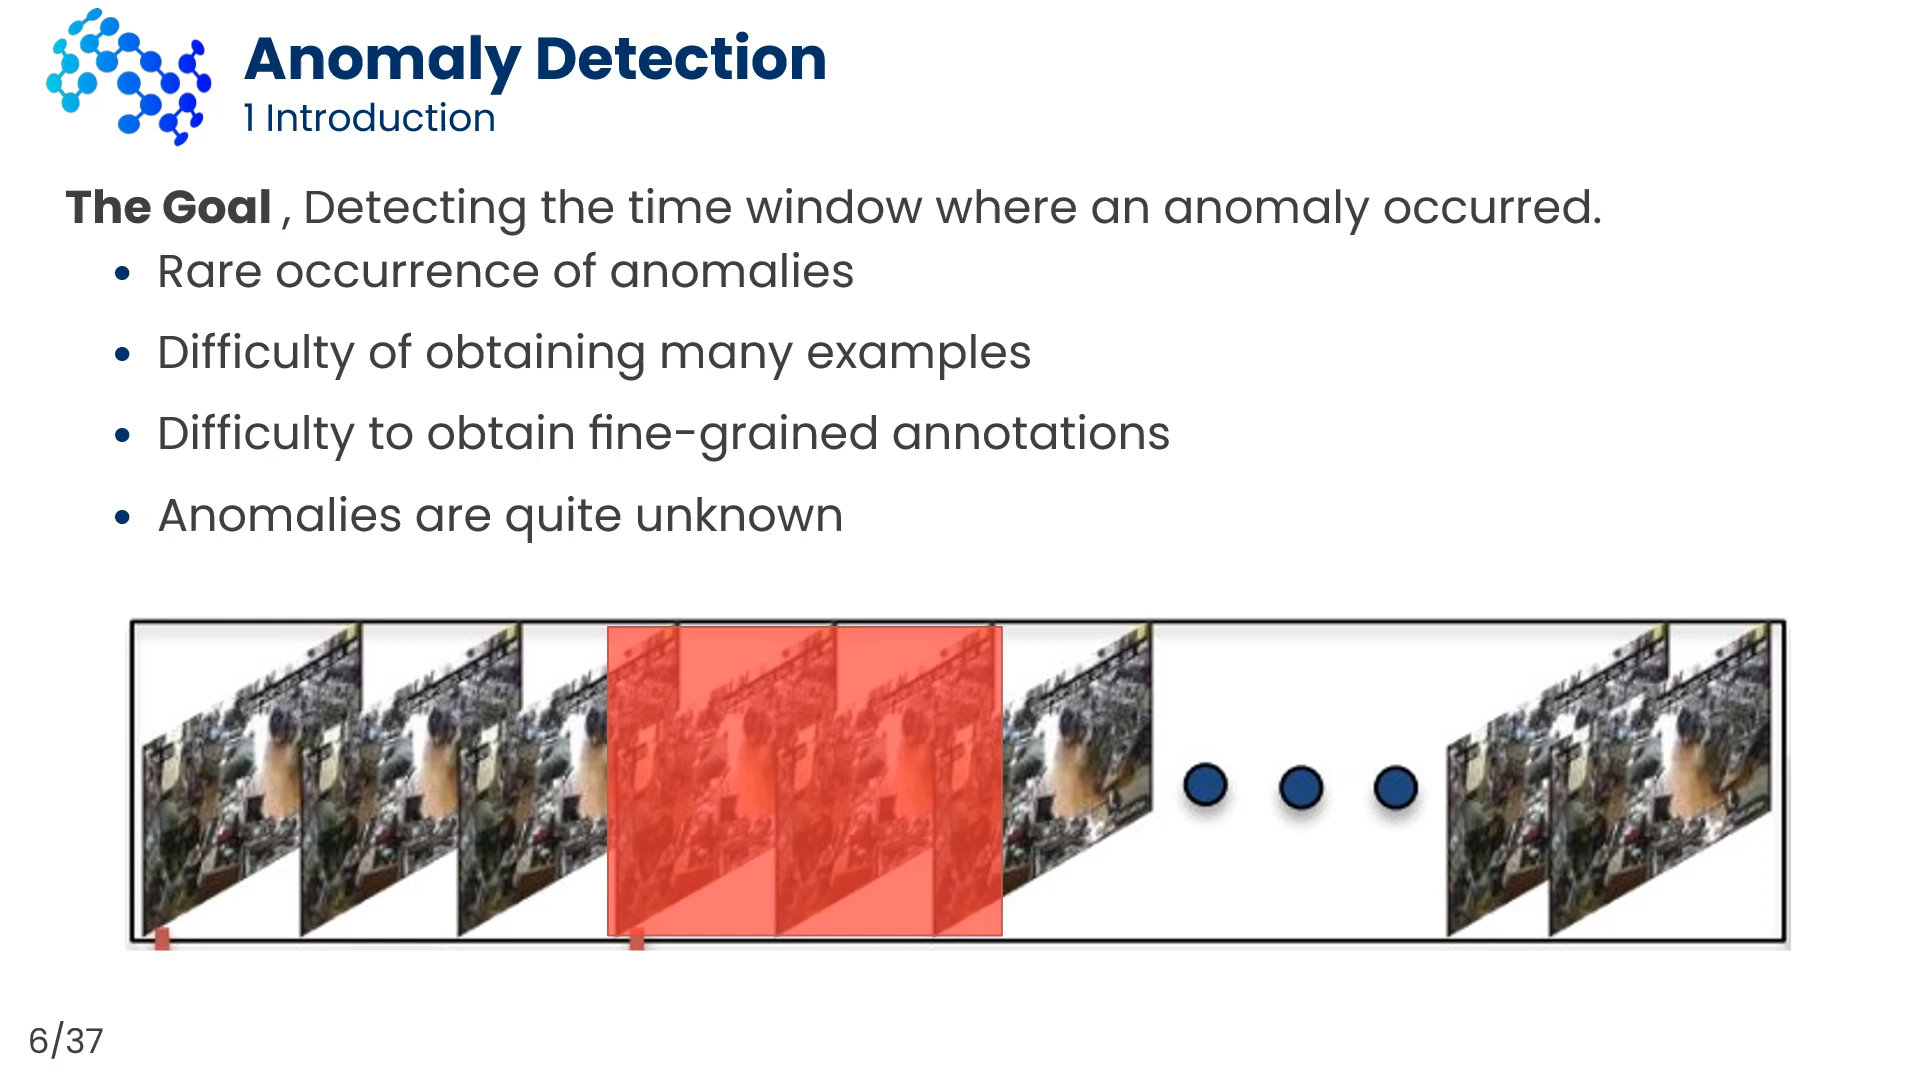 Anomaly Detection
1 Introduction
The Goal , Detecting the time window where an anomaly occurred.
• Rare occurrence of anomalies
• Difficulty of obtaining many examples
• Difficulty to obtain fine-grained annotations
• Anomalies are quite unknown
6/37